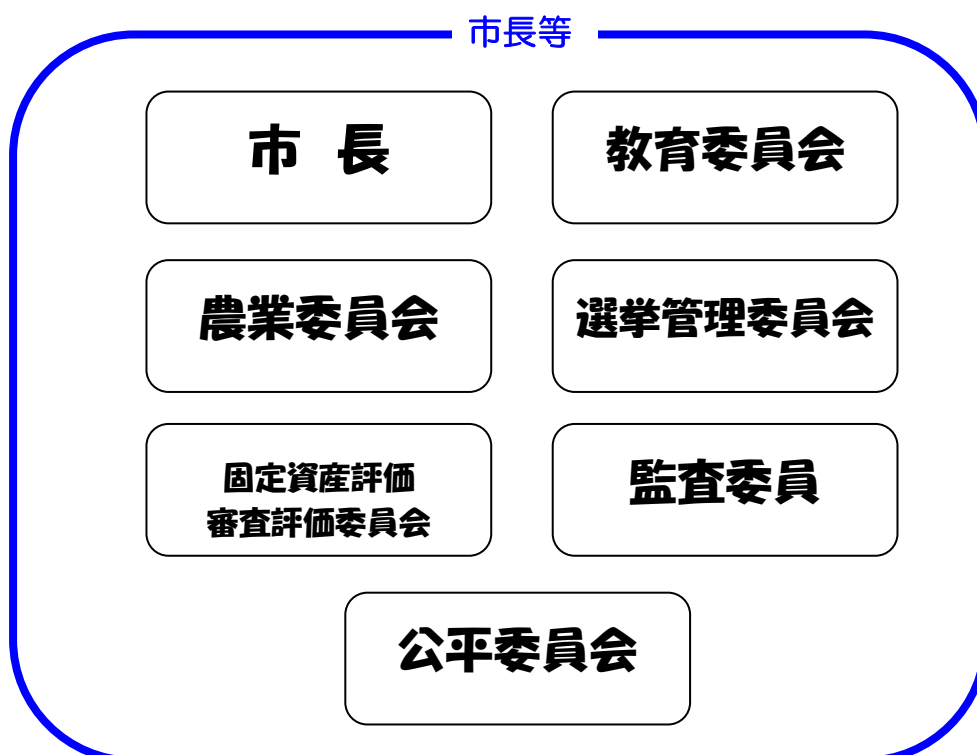 市長等
市 長
教育委員会
農業委員会
選挙管理委員会
固定資産評価
審査評価委員会
監査委員
公平委員会